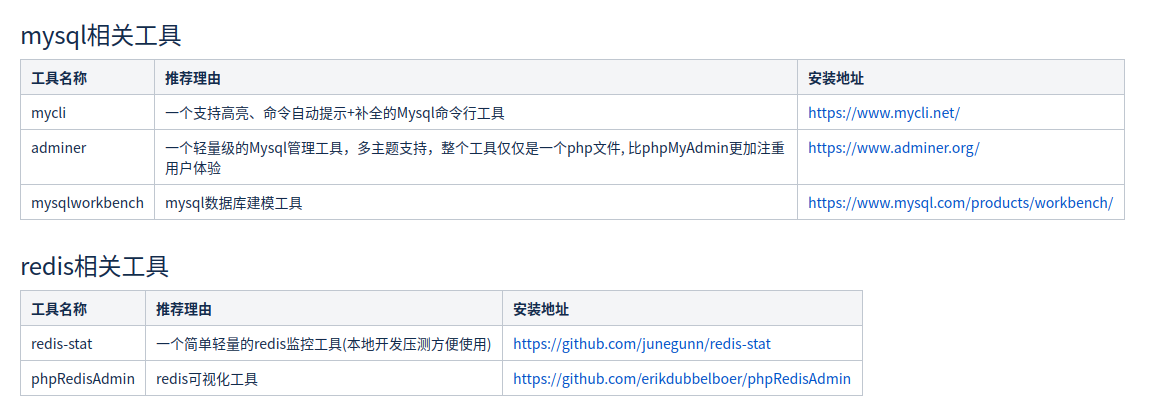 mysql相关工具
工具名称 推荐理由 安装地址
mycli 一个支持高亮、命令自动提示+补全的Mysql命令行工具 https://www.mycli.net/
adminer 一个轻量级的Mysql管理工具，多主题支持，整个工具仅仅是一个php文件, 比phpMyAdmin更加注重 https://www.adminer.org/
用户体验
mysqlworkbench mysql数据库建模工具 https://www.mysql.com/products/workbench/
redis相关工具
工具名称 推荐理由 安装地址
redis-stat 一个简单轻量的redis监控工具(本地开发压测方便使用) https://github.com/junegunn/redis-stat
phpRedisAdmin redis可视化工具 https://github.com/erikdubbelboer/phpRedisAdmin